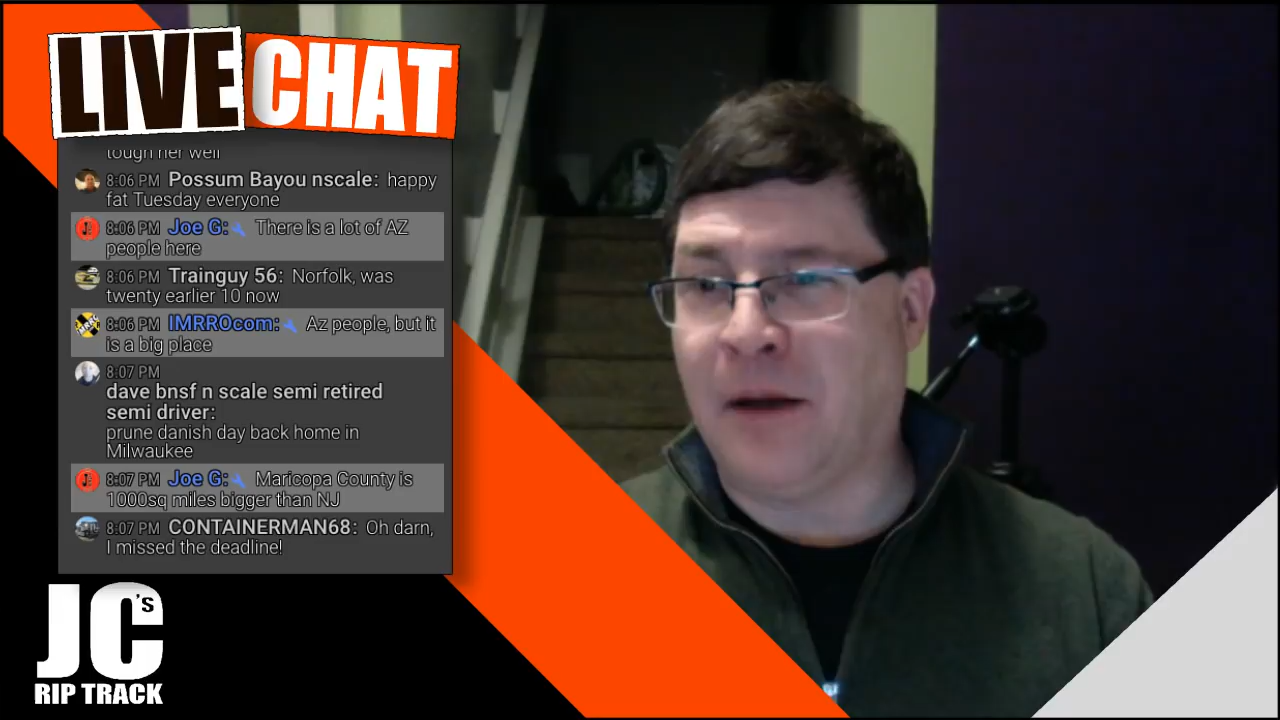 LIVE CHAT
tough her well
8:06 PM Possum Bayou nscale: happy
fat Tuesday everyone
8:06 PM Joe G: There is a lot of AZ
people here
8:06 PM Trainguy 56: Norfolk, was
twenty earlier 10 now
8:06 PM IMRROcom: Az people, but it
is a big place
8:07 PM
dave bnsf n scale semi retired
semi driver:
prune danish day back home in
Milwaukee
8:07 PM Joe G: Maricopa County is
1000sq miles bigger than NJ
8:07 PM CONTAINERMAN68: Oh darn,
I missed the deadline!
JC's
RIP TRACK